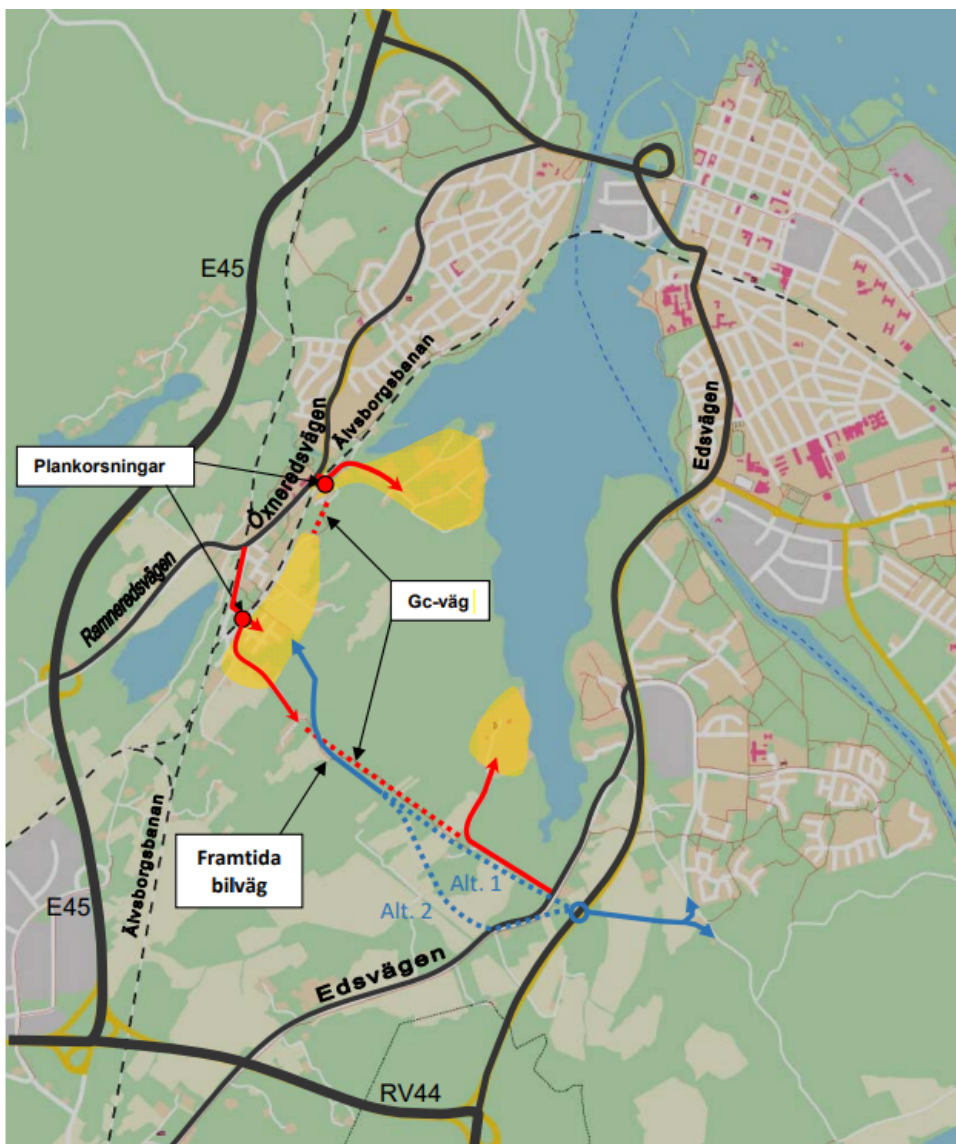 E45
Älvsborgsbanan
Öxneredsvägen
Edsvägen
Plankorsningar
Ramneredsvägen
Gc-väg
Framtida
bilväg
Alt. 1
Alt. 2
Älvsborgsbanan
E45
Edsvägen
RV44